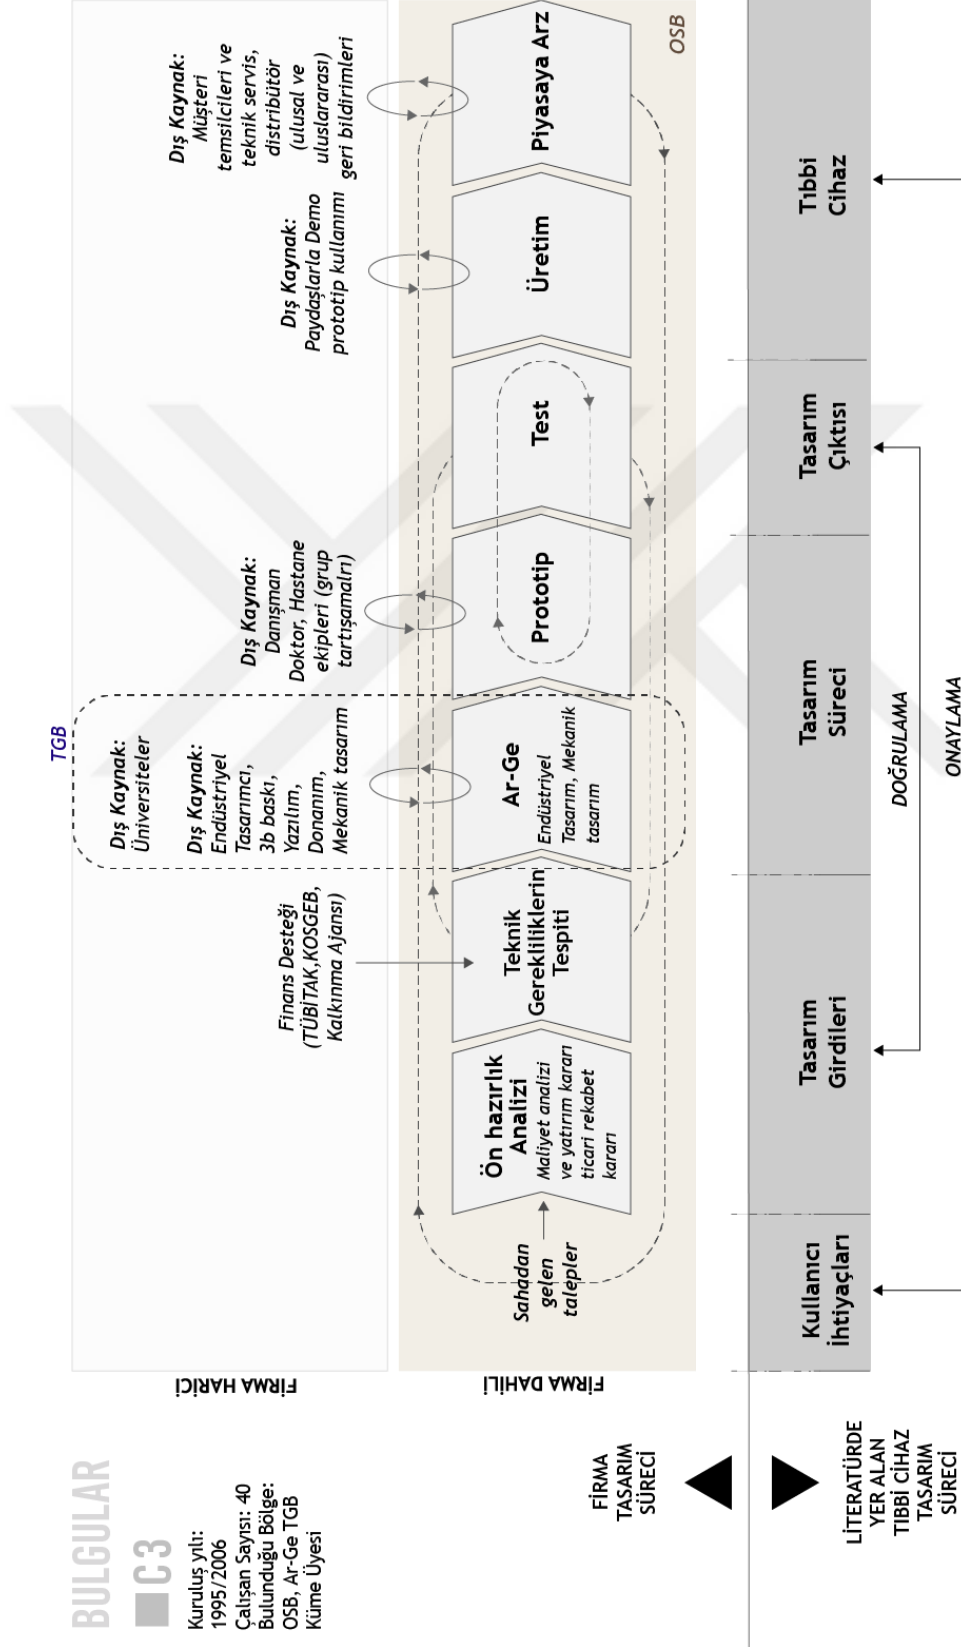 BULGULAR
C3
Kuruluş yılı:
1995/2006
Çalışan Sayısı: 40
Bulunduğu Bölge:
OSB, Ar-Ge TGB
Küme Üyesi
FİRMA HARİCİ
TGB
Finans Desteği
(TÜBİTAK,KOSGEB,
Kalkınma Ajansı)
Dış Kaynak:
Üniversiteler
Dış Kaynak:
Endüstriyel
Tasarımcı,
3b baskı,
Yazılım,
Donanım,
Mekanik tasarım
Dış Kaynak:
Danışman
Doktor, Hastane
ekipleri (grup
tartışamalrı)
Dış Kaynak:
Paydaşlarla Demo
prototip kullanımı
Dış Kaynak:
Müşteri
temsilcileri ve
teknik servis,
distribütör
(ulusal ve
uluslararası)
geri bildirimleri
FİRMA DAHİLİ
Sahadan
gelen
talepler
Ön hazırlık
Analizi
Maliyet analizi
ve yatırım kararı
ticari rekabet
kararı
Teknik
Gerekliliklerin
Tespiti
Ar-Ge
Endüstriyel
Tasarım, Mekanik
tasarım
Prototip
Test
Üretim
Piyasaya Arz
OSB
FİRMA
TASARIM
SÜRECİ
LİTERATÜRDE
YER ALAN
TIBBİ CİHAZ
TASARIM
SÜRECİ
Kullanıcı
İhtiyaçları
Tasarım
Girdileri
Tasarım
Süreci
Tasarım
Çıktısı
Tıbbi
Cihaz
DOĞRULAMA
ONAYLAMA